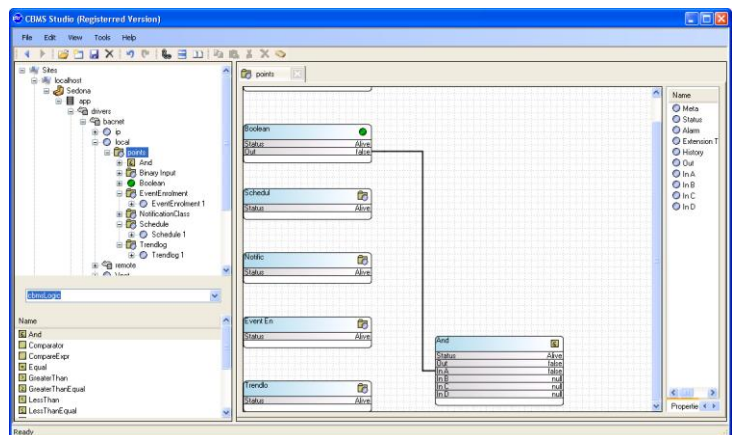 CBMS Studio (Registerred Version)
File Edit View Tools Help
Sites
localhost
Sedona
app
drivers
bacnet
ip
local
points
And
Binary Input
Boolean
EventEnrolment
EventEnrolment 1
NotificationClass
Schedule
Schedule 1
Trendlog
Trendlog 1
remote
cbmsLogic
Name
And
Comparator
CompareExpr
Equal
GreaterThan
GreaterThanEqual
LessThan
LessThanEqual
points
Boolean
Status Alive
Out false
Schedul
Status Alive
Notific
Status Alive
Event En
Status Alive
Trendlo
Status Alive
And
Status Alive
Out false
In A false
In B null
In C null
In D null
Name
Meta
Status
Alarm
Extension T
History
Out
In A
In B
In C
In D
Propertie
Ready